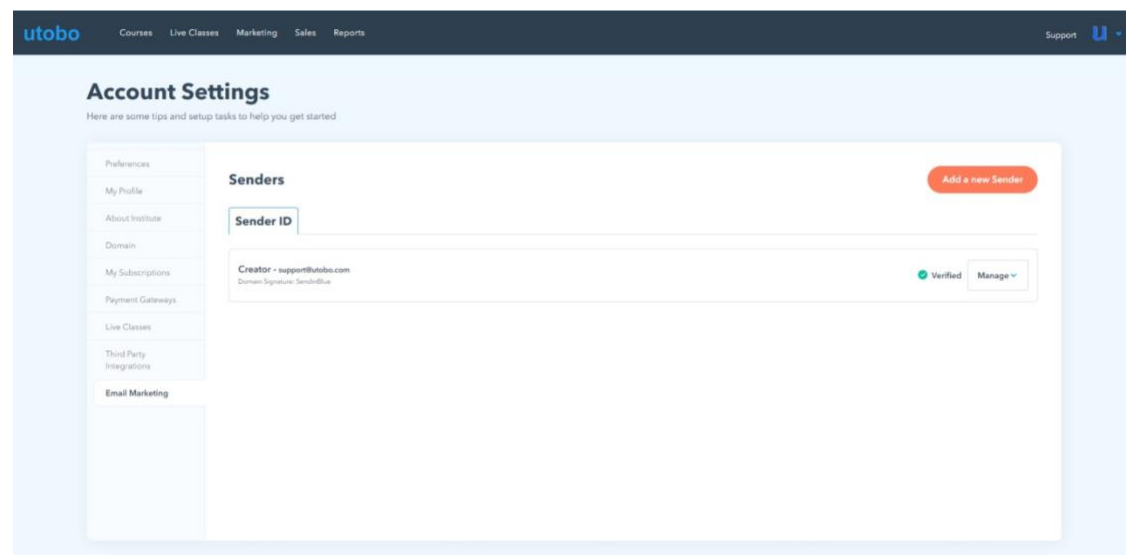 utobo Courses Live Classes Marketing Sales Reports Support
Account Settings
Here are some tips and setup tasks to help you get started
Preferences
My Profile
About Institute
Domain
My Subscriptions
Payment Gateways
Live Classes
Third Party
Integrations
Email Marketing
Senders
Add a new Sender
Sender ID
Creator - support@utobo.com
Domain Signature: SendinBlue
Verified
Manage